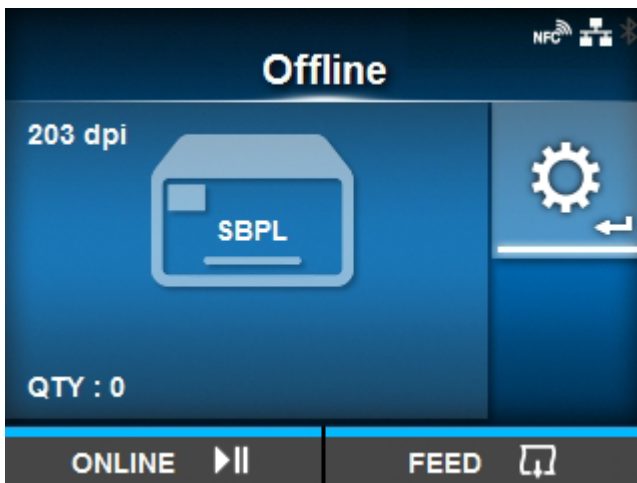 NFC
Offline
203 dpi
SBPL
QTY : 0
ONLINE
FEED